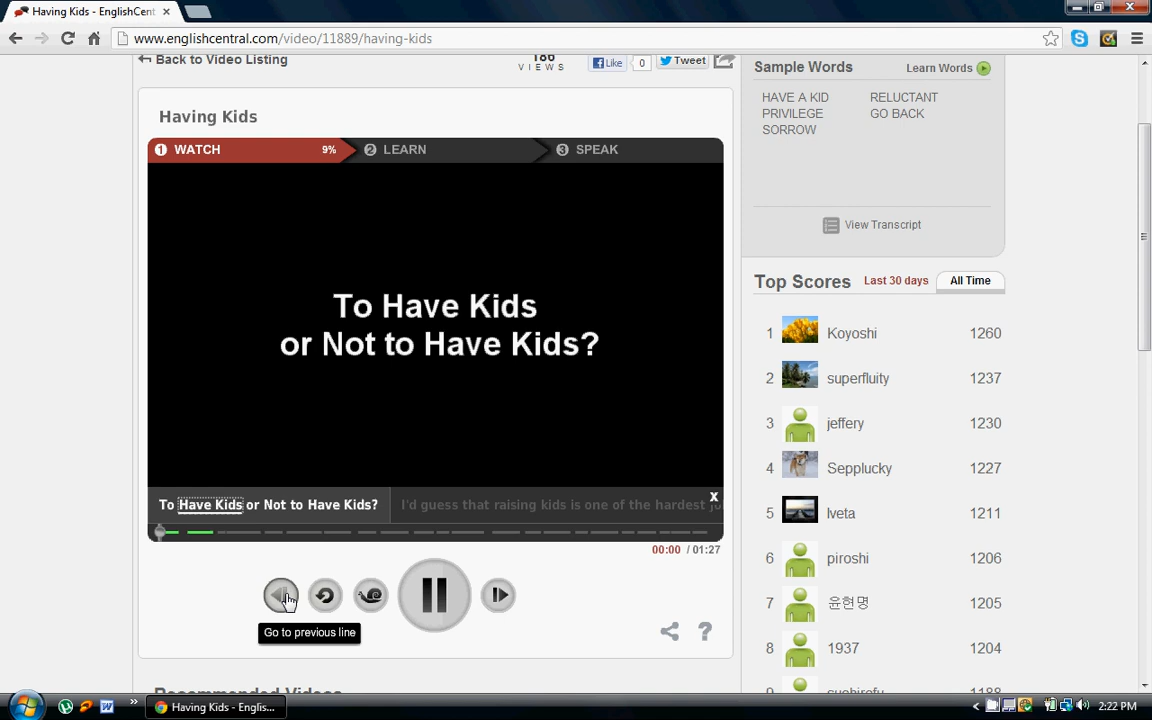 Having Kids - EnglishCent
www.englishcentral.com/video/11889/having-kids
Back to Video Listing
186
VIEWS
Like
0
Tweet
Having Kids
1 WATCH 9%
2 LEARN
3 SPEAK
To Have Kids
or Not to Have Kids?
To Have Kids or Not to Have Kids?
I'd guess that raising kids is one of the hardest
X
00:00 / 01:27
Go to previous line
?
Recommended Videos
Sample Words
Learn Words
HAVE A KID
RELUCTANT
PRIVILEGE
GO BACK
SORROW
View Transcript
Top Scores
Last 30 days
All Time
1 Koyoshi 1260
2 superfluity 1237
3 jeffery 1230
4 Sepplucky 1227
5 Iveta 1211
6 piroshi 1206
7 윤현명 1205
8 1937 1204
1188
Having Kids - Englis...
2:22 PM